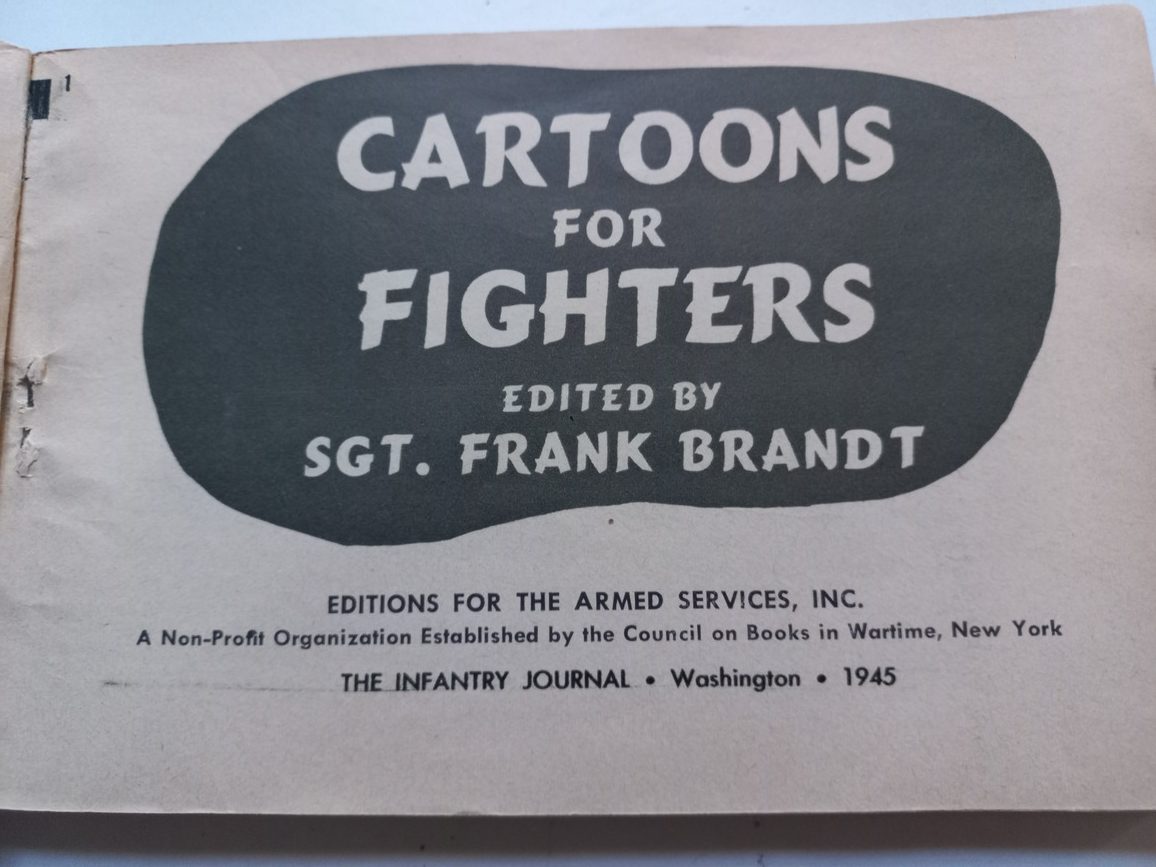 1
CARTOONS
FOR
FIGHTERS
EDITED BY
SGT. FRANK BRANDT
EDITIONS FOR THE ARMED SERVICES, INC.
A Non-Profit Organization Established by the Council on Books in Wartime, New York
THE INFANTRY JOURNAL • Washington • 1945